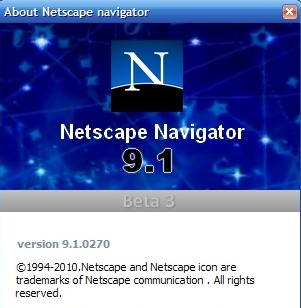 About Netscape navigator
N
Netscape Navigator
9.1
Beta 3
version 9.1.0270
©1994-2010.Netscape and Netscape icon are
trademarks of Netscape communication . All rights
reserved.